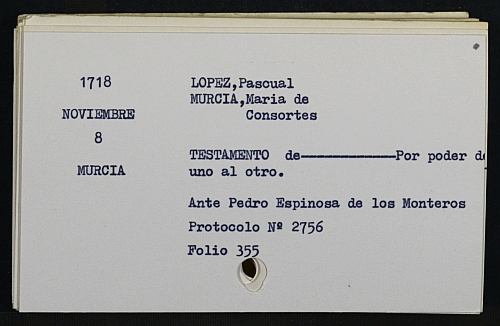 1718
NOVIEMBRE
8
MURCIA
LOPEZ,Pascual
MURCIA,Maria de
Consortes
TESTAMENTO de————————Por poder de
uno al otro.
Ante Pedro Espinosa de los Monteros
Protocolo Nº 2756
Folio 355